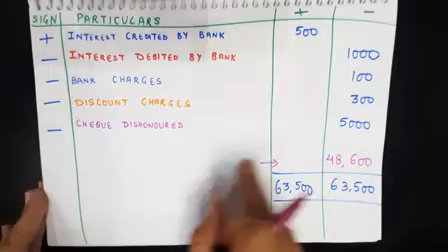 SIGN PARTICULARS + −
+ INTEREST CREDITED BY BANK 500
− INTEREST DEBITED BY BANK 1000
− BANK CHARGES 100
− DISCOUNT CHARGES 300
− CHEQUE DISHONOURED 5000
→ 48,600
63,500 63,500